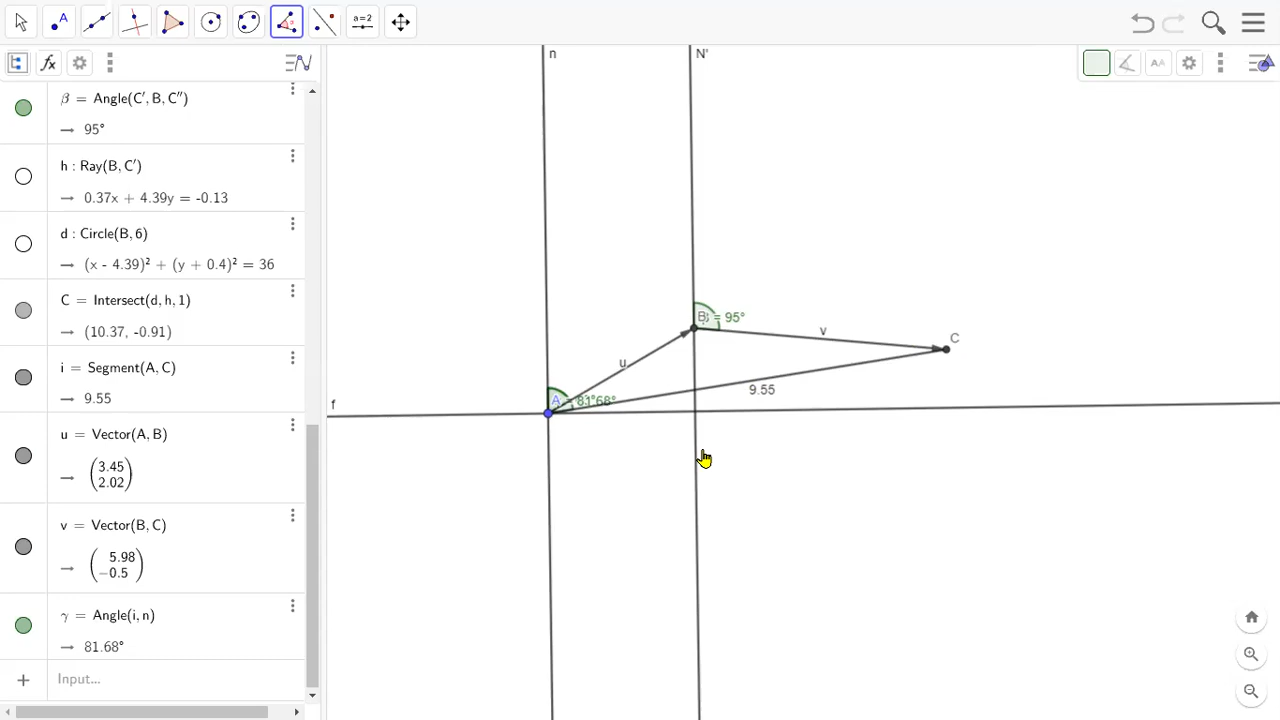 a=2
β = Angle(C′, B, C″)
→ 95°
h : Ray(B, C′)
→ 0.37x + 4.39y = -0.13
d : Circle(B, 6)
→ (x - 4.39)² + (y + 0.4)² = 36
C = Intersect(d, h, 1)
→ (10.37, -0.91)
i = Segment(A, C)
→ 9.55
u = Vector(A, B)
→ (3.45
2.02)
v = Vector(B, C)
→ (5.98
−0.5)
γ = Angle(i, n)
→ 81.68°
+ Input...
n
N'
B
= 95°
v
C
u
9.55
A
f